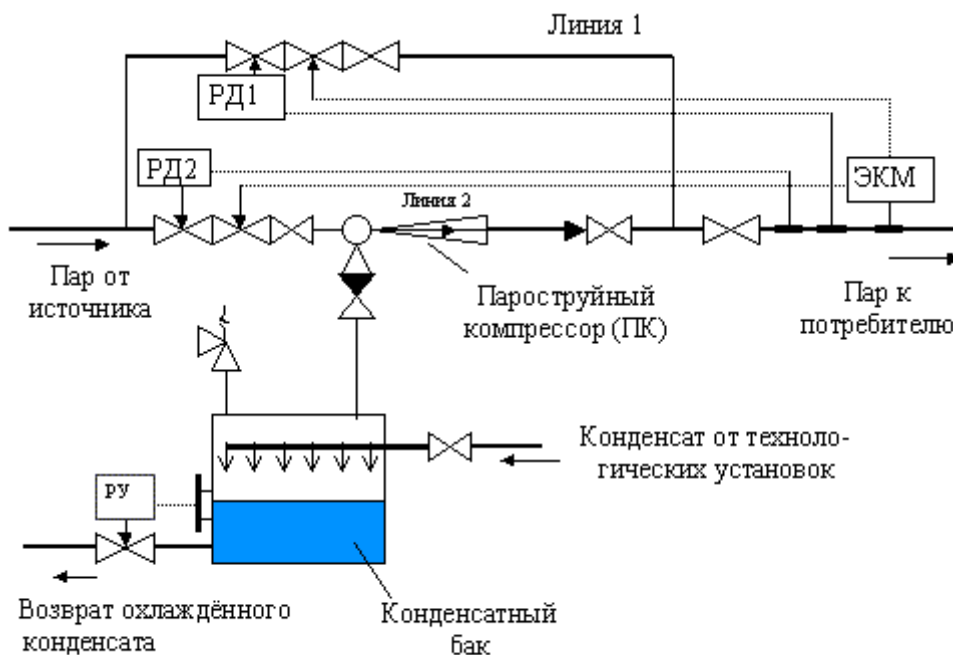 Линия 1
РД1
РД2
ЭКМ
Линия 2
Пар от
источника
Пароструйный
компрессор (ПК)
Пар к
потребителю
Конденсат от техноло-
гических установок
РУ
Возврат охлаждённого
конденсата
Конденсатный
бак